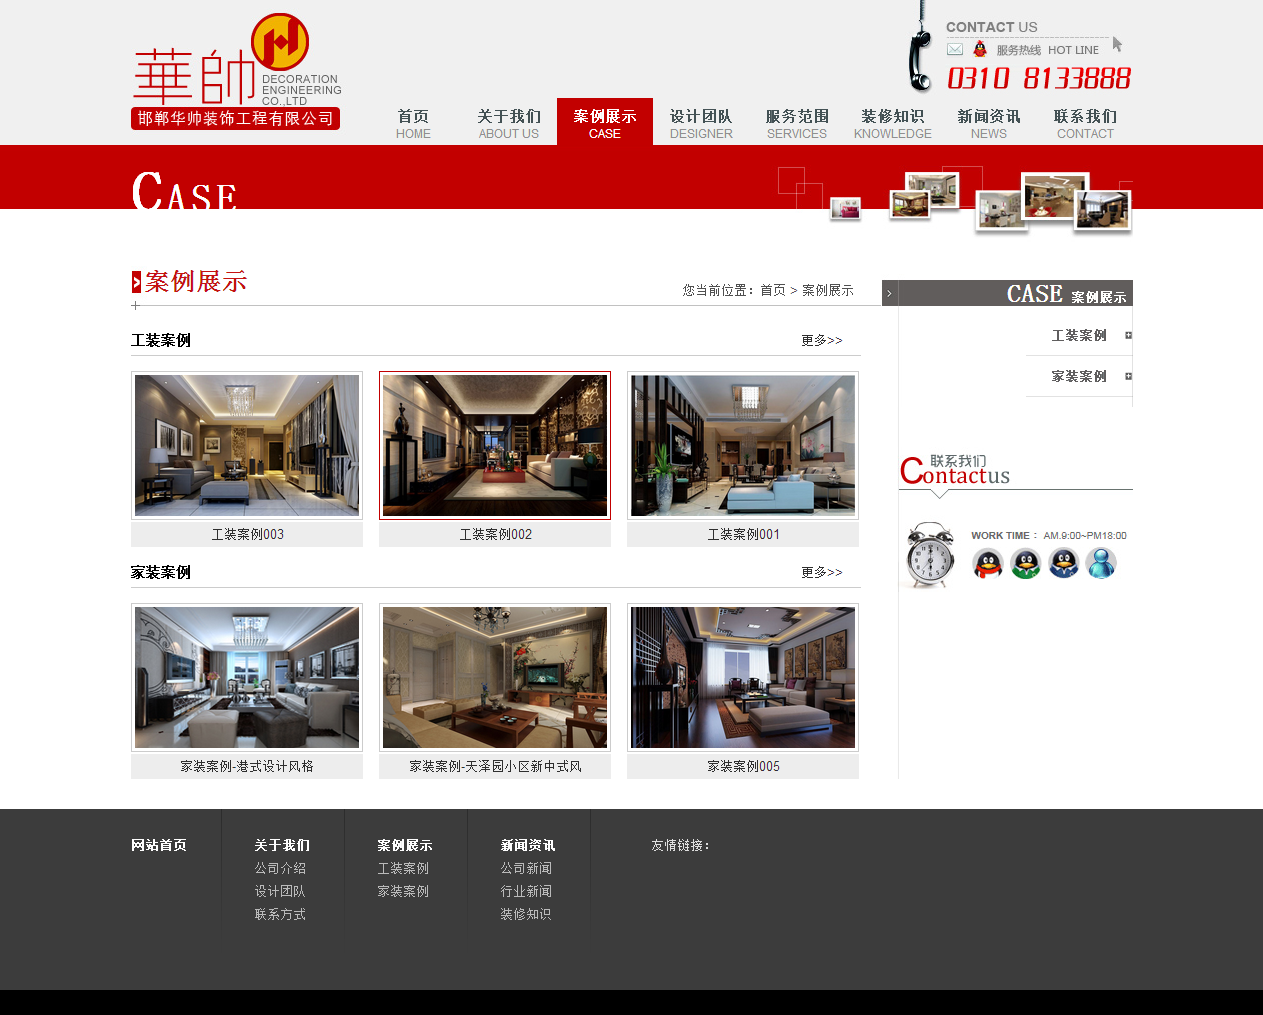 華帥
DECORATION
ENGINEERING
CO.,LTD
邯郸华帅装饰工程有限公司
CONTACT US
服务热线 HOT LINE
0310 8133888
首页 关于我们 案例展示 设计团队 服务范围 装修知识 新闻资讯 联系我们
HOME ABOUT US CASE DESIGNER SERVICES KNOWLEDGE NEWS CONTACT
CASE
案例展示
您当前位置：首页 > 案例展示
CASE 案例展示
工装案例 更多>>
工装案例
家装案例
工装案例003 工装案例002 工装案例001
联系我们
Contactus
WORK TIME： AM.9:00~PM18:00
家装案例 更多>>
家装案例-港式设计风格 家装案例-天泽园小区新中式风 家装案例005
网站首页 关于我们 案例展示 新闻资讯 友情链接：
公司介绍 工装案例 公司新闻
设计团队 家装案例 行业新闻
联系方式 装修知识